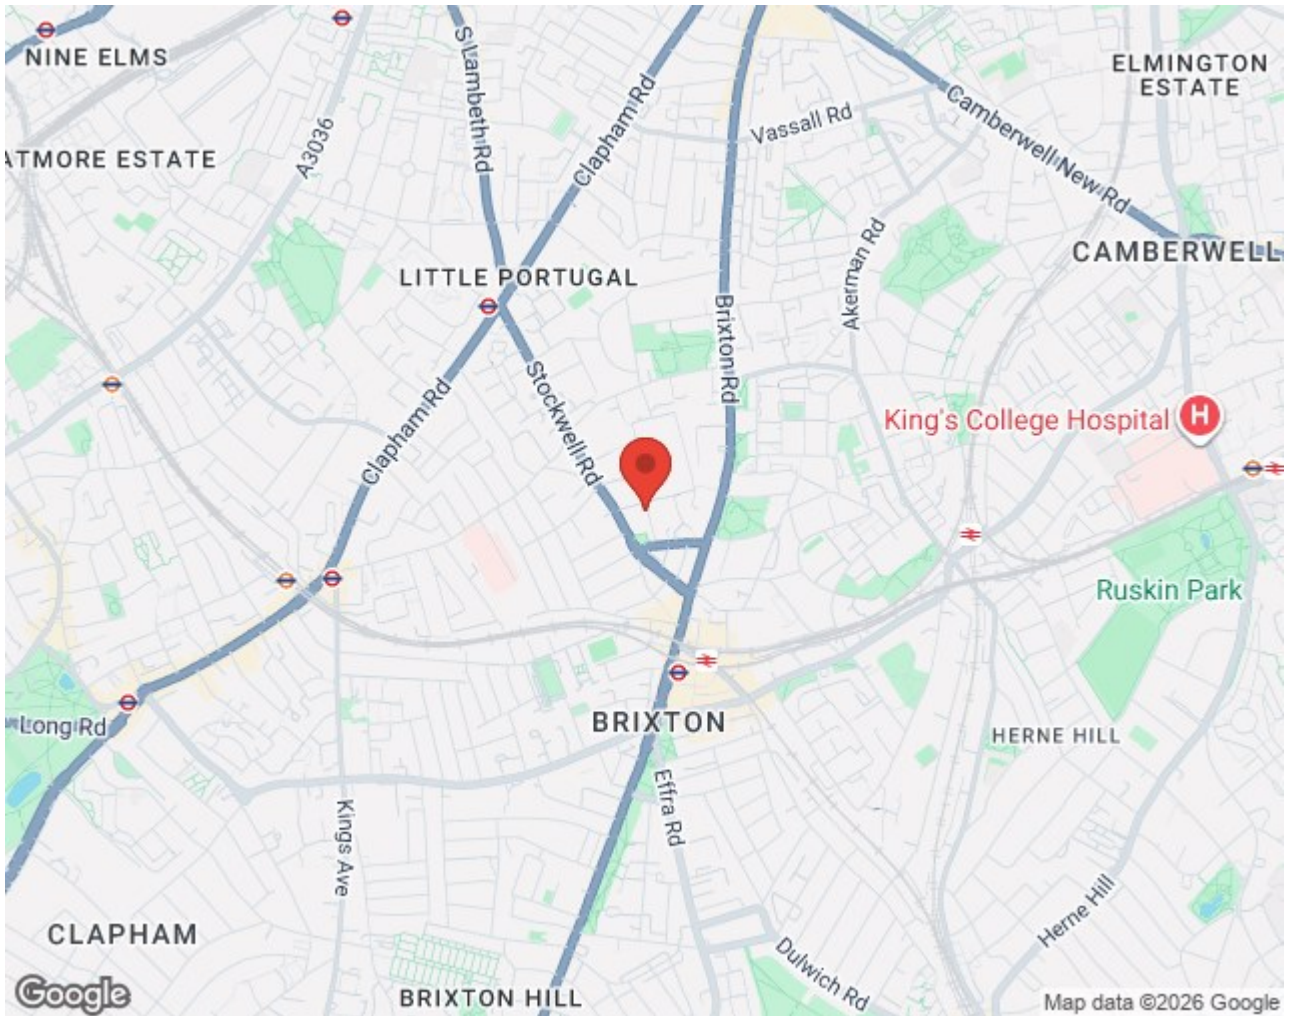 NINE ELMS
S Lambeth Rd
Clapham Rd
ELMINGTON
ESTATE
Camberwell New Rd
Vassall Rd
A3036
ATMORE ESTATE
Akerman Rd
CAMBERWELL
LITTLE PORTUGAL
Brixton Rd
Stockwell Rd
Clapham Rd
King's College Hospital
H
Ruskin Park
Long Rd
BRIXTON
HERNE HILL
Effra Rd
Kings Ave
Herne Hill
CLAPHAM
Dulwich Rd
BRIXTON HILL
Google
Map data ©2026 Google